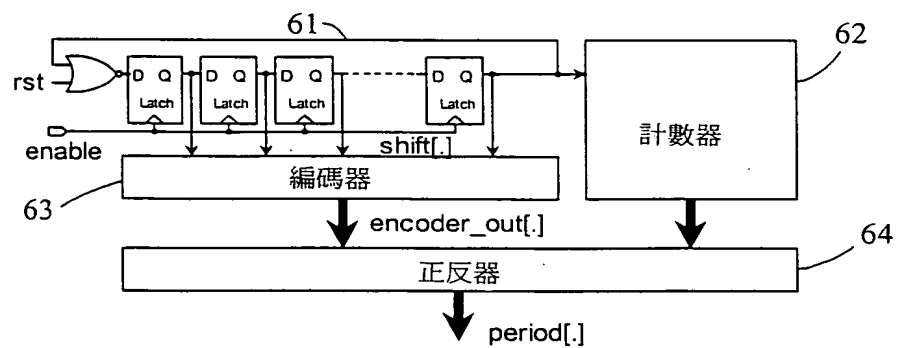 61
62
rst
D Q
Latch
D Q
Latch
D Q
Latch
D Q
Latch
計數器
enable
shift[.]
編碼器
63
encoder_out[.]
64
正反器
period[.]